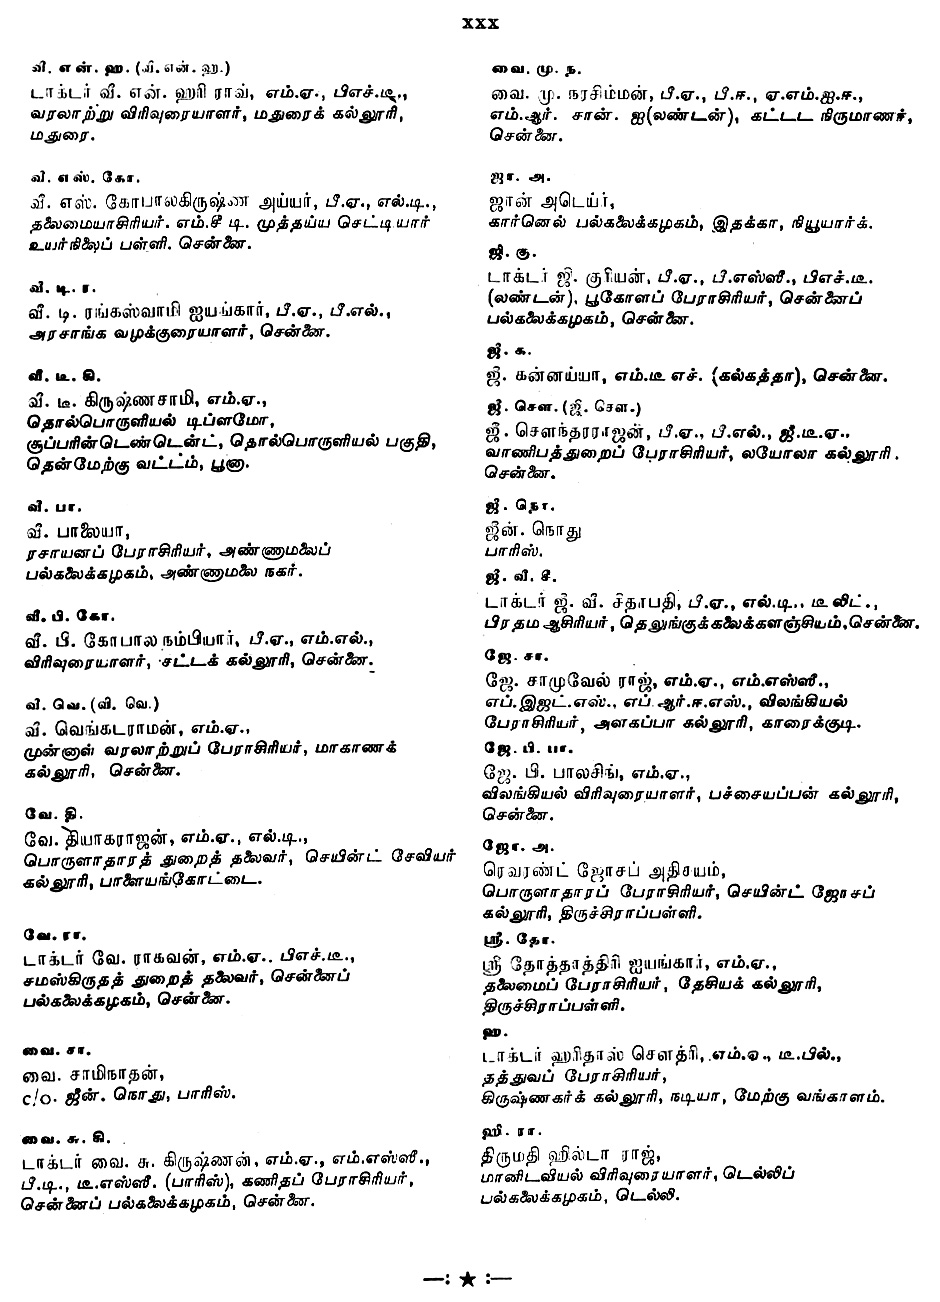 xxx
வீ. என். ஹ. (வி. என். ஹ.)
டாக்டர் வீ. என். ஹரி ராவ், எம்.ஏ., பிஎச்.டி.,
வரலாற்று விரிவுரையாளர், மதுரைக் கல்லூரி,
மதுரை.
வி. எஸ். கோ.
வீ. எஸ். கோபாலகிருஷ்ண அய்யர், பீ.ஏ., எல்.டி.,
தலைமையாசிரியர். எம்.சீ டி. முத்தய்ய செட்டியார்
உயர்நிலைப் பள்ளி. சென்னை.
வீ. டி. ர.
வீ. டி. ரங்கஸ்வாமி ஐயங்கார், பீ.ஏ., பீ.எல்.,
அரசாங்க வழக்குரையாளர், சென்னை.
வீ. டீ. கி.
வீ. டீ. கிருஷ்ணசாமி, எம்.ஏ.,
தொல்பொருளியல் டிப்ளமோ,
சூப்பரின்டெண்டென்ட், தொல்பொருளியல் பகுதி,
தென்மேற்கு வட்டம், பூனா.
வீ. பா.
வீ. பாலையா,
ரசாயனப் பேராசிரியர், அண்ணாமலைப்
பல்கலைக்கழகம், அண்ணாமலை நகர்.
வீ. பி. கோ.
வீ. பி. கோபால நம்பியார், பீ.ஏ., எம்.எல்.,
விரிவுரையாளர், சட்டக் கல்லூரி, சென்னை.
வீ. வெ. (வி. வெ.)
வீ. வெங்கடராமன், எம்.ஏ.,
முன்னாள் வரலாற்றுப் பேராசிரியர், மாகாணக்
கல்லூரி, சென்னை.
வே. தி.
வே. தியாகராஜன், எம்.ஏ., எல்.டி.,
பொருளாதாரத் துறைத் தலைவர், செயின்ட் சேவியர்
கல்லூரி, பாளையங்கோட்டை.
வே. ரா.
டாக்டர் வே. ராகவன், எம்.ஏ.. பிஎச்.டீ.,
சமஸ்கிருதத் துறைத் தலைவர், சென்னைப்
பல்கலைக்கழகம், சென்னை.
வை. சா.
வை. சாமிநாதன்,
c/o. ஜீன். நொது, பாரிஸ்.
வை. சு. கி.
டாக்டர் வை. சு. கிருஷ்ணன், எம்.ஏ., எம்.எஸ்ஸீ.,
பீ.டி., டீ.எஸ்ஸீ. (பாரிஸ்), கணிதப் பேராசிரியர்,
சென்னைப் பல்கலைக்கழகம், சென்னை.
வை. மு. ந.
வை. மு. நரசிம்மன், பீ.ஏ., பீ.ஈ., ஏ.எம்.ஐ.ஈ.,
எம்.ஆர். சான். ஐ(லண்டன்), கட்டட நிருமாணச்,
சென்னை.
ஜா. அ.
ஜான் அடெய்ர்,
கார்னெல் பல்கலைக்கழகம், இதக்கா, நியூயார்க்.
ஜி. கு.
டாக்டர் ஜி. குரியன், பீ.ஏ., பீ.எஸ்ஸீ., பிஎச்.டீ.
(லண்டன்), பூகோளப் பேராசிரியர், சென்னைப்
பல்கலைக்கழகம், சென்னை.
ஜி. க.
ஜி. கன்னய்யா, எம்.டீ எச். (கல்கத்தா), சென்னை.
ஜீ. சௌ. (ஜி. சௌ.)
ஜீ. சௌந்தரராஜன், பீ.ஏ., பீ.எல்., ஜீ.டீ.ஏ..
வாணிபத்துறைப் பேராசிரியர், லயோலா கல்லூரி.
சென்னை.
ஜீ. நொ.
ஜீன். நொது
பாரிஸ்.
ஜீ. வீ. சீ.
டாக்டர் ஜி. வீ. சீதாபதி, பீ.ஏ., எல்.டி., டீ லிட்.,
பிரதம ஆசிரியர், தெலுங்குக்கலைக்களஞ்சியம்,சென்னை.
ஜே. சா.
ஜே. சாமுவேல் ராஜ், எம்.ஏ., எம்.எஸ்ஸீ.,
எப்.இஜட்.எஸ்., எப் ஆர்.ஈ.எஸ்., விலங்கியல்
பேராசிரியர், அளகப்பா கல்லூரி, காரைக்குடி.
ஜே. பி. பா.
ஜே. பி. பாலசிங், எம்.ஏ.,
விலங்கியல் விரிவுரையாளர், பச்சையப்பன் கல்லூரி,
சென்னை.
ஜோ. அ.
ரெவரண்ட் ஜோசப் அதிசயம்,
பொருளாதாரப் பேராசிரியர், செயின்ட் ஜோசப்
கல்லூரி, திருச்சிராப்பள்ளி.
ஸ்ரீ. தோ.
ஸ்ரீ தோத்தாத்திரி ஐயங்கார், எம்.ஏ.,
தலைமைப் பேராசிரியர், தேசியக் கல்லூரி,
திருச்சிராப்பள்ளி.
ஹ.
டாக்டர் ஹரிதாஸ் சௌத்ரி, எம்.ஏ., டீ.பில்.,
தத்துவப் பேராசிரியர்,
கிருஷ்ணகர்க் கல்லூரி, நடியா, மேற்கு வங்காளம்.
ஹி. ரா.
திருமதி ஹில்டா ராஜ்,
மானிடவியல் விரிவுரையாளர், டெல்லிப்
பல்கலைக்கழகம், டெல்லி.